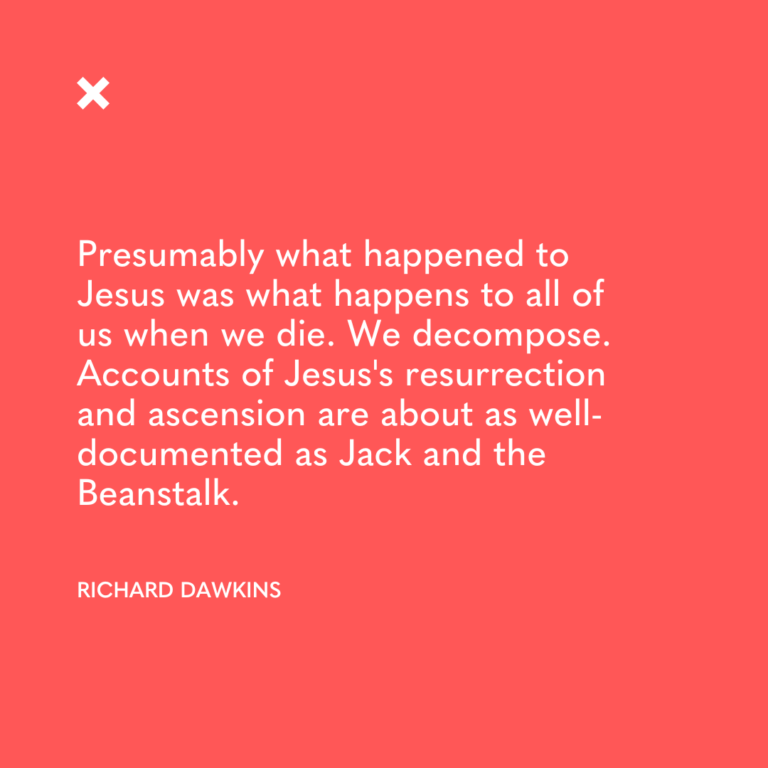 Presumably what happened to
Jesus was what happens to all of
us when we die. We decompose.
Accounts of Jesus's resurrection
and ascension are about as well-
documented as Jack and the
Beanstalk.
RICHARD DAWKINS